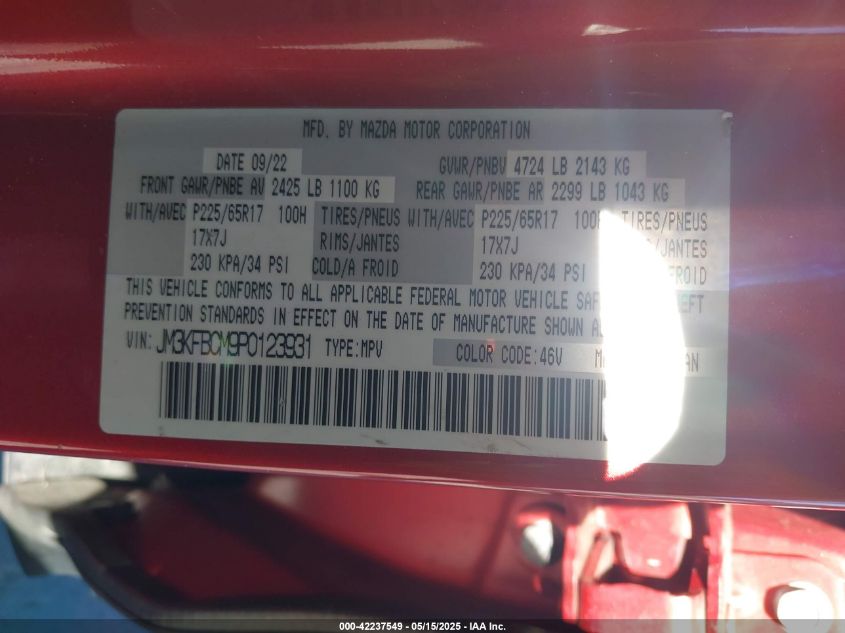 MFD. BY MAZDA MOTOR CORPORATION
DATE 09/22 GVWR/PNBV 4724 LB 2143 KG
FRONT GAWR/PNBE AV 2425 LB 1100 KG REAR GAWR/PNBE AR 2299 LB 1043 KG
WITH/AVEC P225/65R17 100H TIRES/PNEUS WITH/AVEC P225/65R17 TIRES/PNEUS
17X7J RIMS/JANTES 17X7J
230 KPA/34 PSI COLD/A FROID 230 KPA/34 PSI FROID
THIS VEHICLE CONFORMS TO ALL APPLICABLE FEDERAL MOTOR VEHICLE
PREVENTION STANDARDS IN EFFECT ON THE DATE OF MANUFACTURE SHOWN
VIN: JM3KFBCM9P0123931 TYPE:MPV COLOR CODE:46V
000-42237549 - 05/15/2025 - IAA Inc.